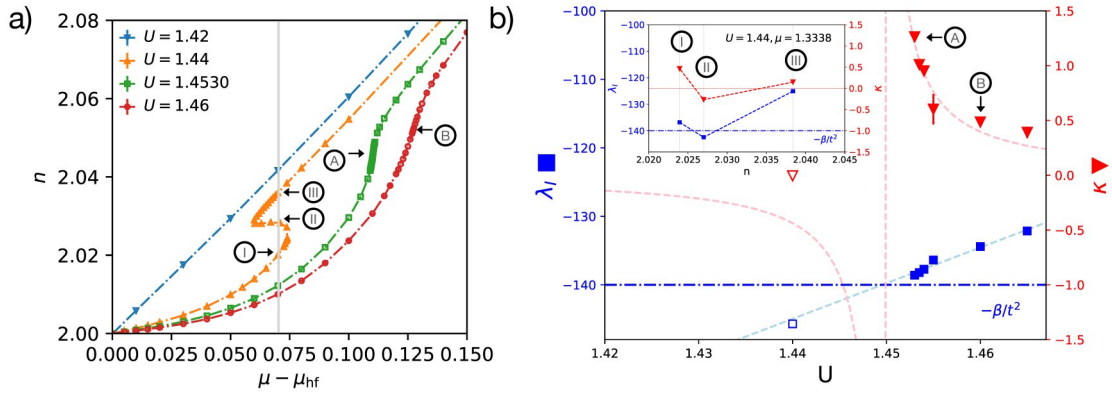 a)
2.08
2.06
2.04
2.02
2.00
n
U = 1.42
U = 1.44
U = 1.4530
U = 1.46
A
B
III
II
I
0.000 0.025 0.050 0.075 0.100 0.125 0.150
μ − μhf
b)
−100
−110
−120
−130
−140
λI
1.42 1.43 1.44 1.45 1.46
U
1.5
1.0
0.5
0.0
−0.5
−1.0
−1.5
κ
A
B
−β/t²
U = 1.44, μ = 1.3338
I
II
III
−85
−90
−100
−110
−120
−130
−140
λI
2.020 2.025 2.030 2.035 2.040 2.045
n
1.5
1.0
0.5
0.0
−0.5
−1.0
−1.5
κ
−β/t²